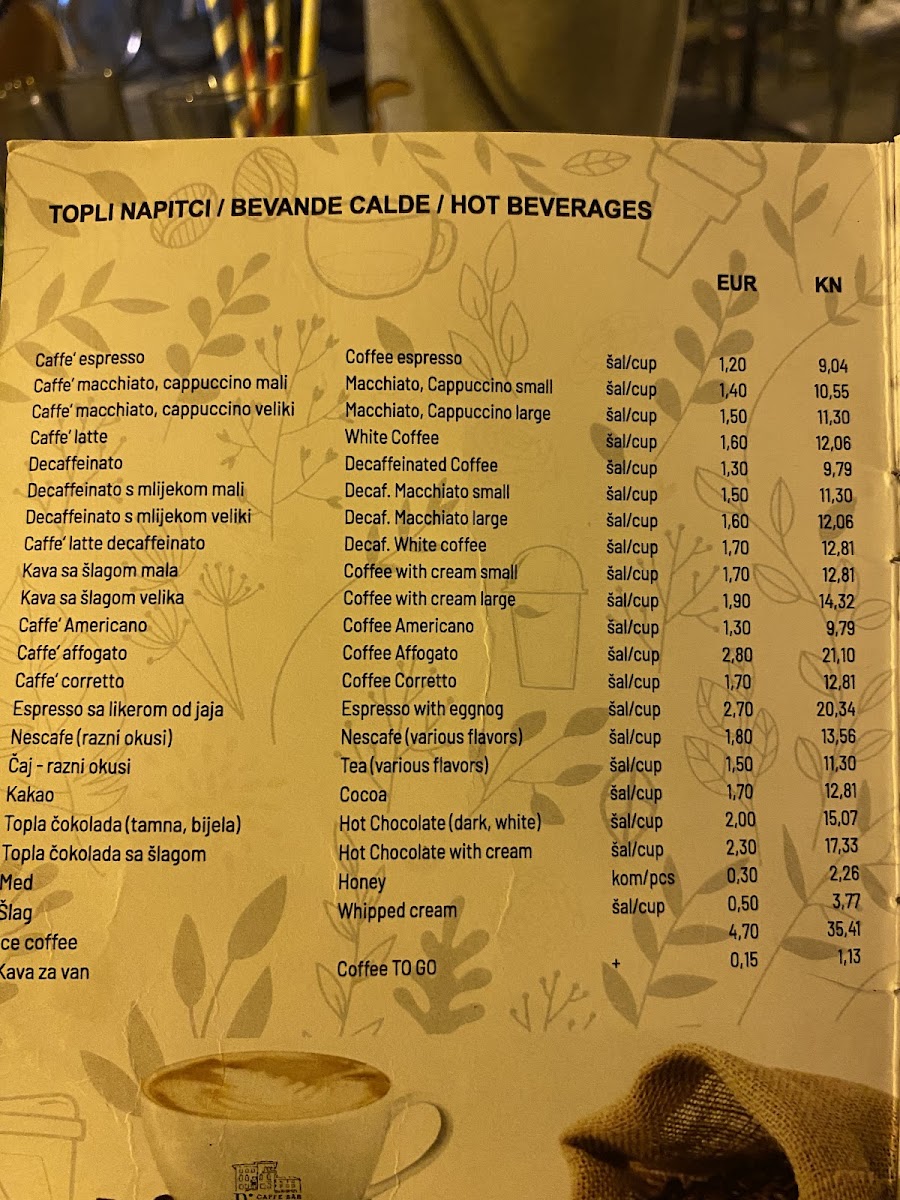 TOPLI NAPITCI / BEVANDE CALDE / HOT BEVERAGES
EUR KN
Caffe' espresso Coffee espresso šal/cup 1,20 9,04
Caffe' macchiato, cappuccino mali Macchiato, Cappuccino small šal/cup 1,40 10,55
Caffe' macchiato, cappuccino veliki Macchiato, Cappuccino large šal/cup 1,50 11,30
Caffe' latte White Coffee šal/cup 1,60 12,06
Decaffeinato Decaffeinated Coffee šal/cup 1,30 9,79
Decaffeinato s mlijekom mali Decaf. Macchiato small šal/cup 1,50 11,30
Decaffeinato s mlijekom veliki Decaf. Macchiato large šal/cup 1,60 12,06
Caffe' latte decaffeinato Decaf. White coffee šal/cup 1,70 12,81
Kava sa šlagom mala Coffee with cream small šal/cup 1,70 12,81
Kava sa šlagom velika Coffee with cream large šal/cup 1,90 14,32
Caffe' Americano Coffee Americano šal/cup 1,30 9,79
Caffe' affogato Coffee Affogato šal/cup 2,80 21,10
Caffe' corretto Coffee Corretto šal/cup 1,70 12,81
Espresso sa likerom od jaja Espresso with eggnog šal/cup 2,70 20,34
Nescafe (razni okusi) Nescafe (various flavors) šal/cup 1,80 13,56
Čaj - razni okusi Tea (various flavors) šal/cup 1,50 11,30
Kakao Cocoa šal/cup 1,70 12,81
Topla čokolada (tamna, bijela) Hot Chocolate (dark, white) šal/cup 2,00 15,07
Topla čokolada sa šlagom Hot Chocolate with cream šal/cup 2,30 17,33
Med Honey kom/pcs 0,30 2,26
Šlag Whipped cream šal/cup 0,50 3,77
ce coffee 4,70 35,41
Kava za van Coffee TO GO + 0,15 1,13
CAFFE BAR